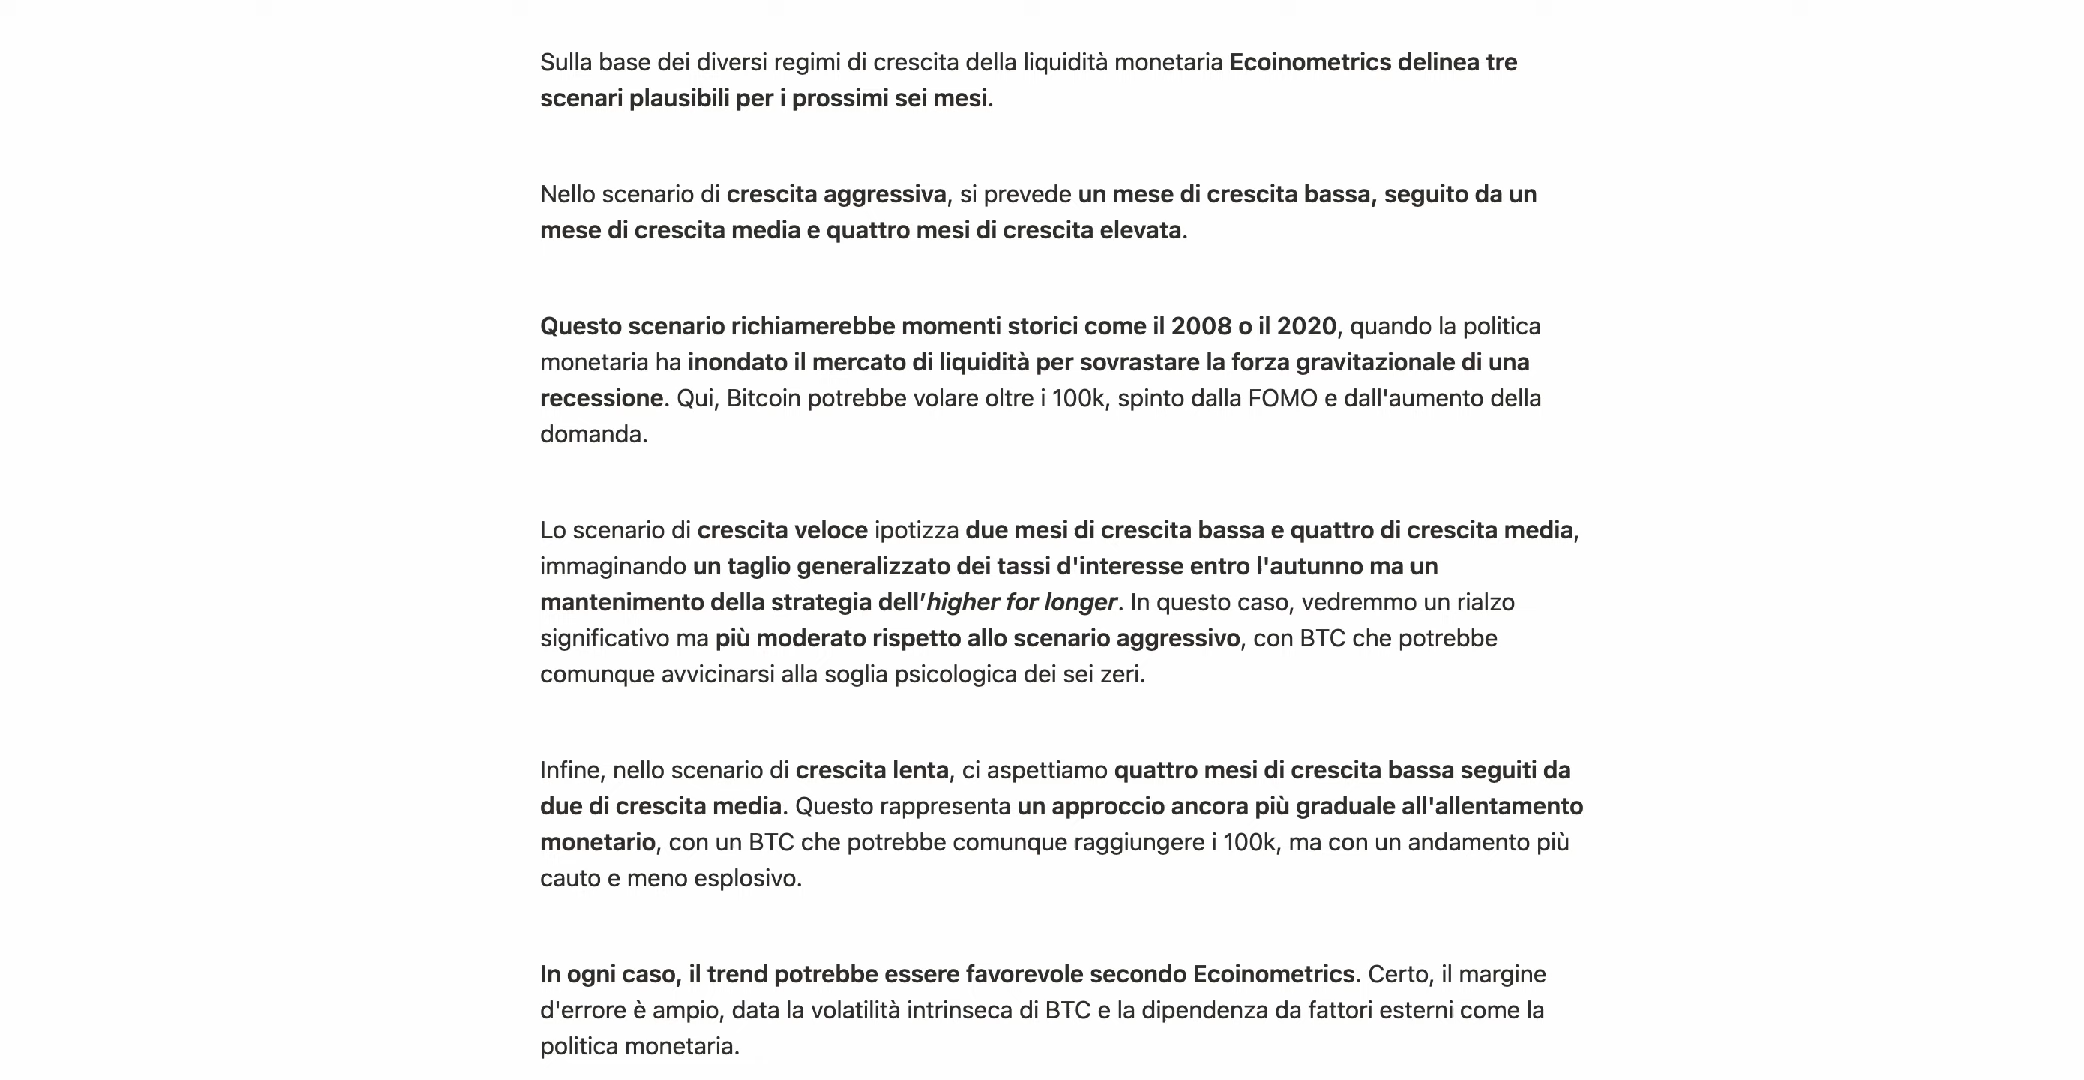 Sulla base dei diversi regimi di crescita della liquidità monetaria Ecoinometrics delinea tre
scenari plausibili per i prossimi sei mesi.
Nello scenario di crescita aggressiva, si prevede un mese di crescita bassa, seguito da un
mese di crescita media e quattro mesi di crescita elevata.
Questo scenario richiamerebbe momenti storici come il 2008 o il 2020, quando la politica
monetaria ha inondato il mercato di liquidità per sovrastare la forza gravitazionale di una
recessione. Qui, Bitcoin potrebbe volare oltre i 100k, spinto dalla FOMO e dall'aumento della
domanda.
Lo scenario di crescita veloce ipotizza due mesi di crescita bassa e quattro di crescita media,
immaginando un taglio generalizzato dei tassi d'interesse entro l'autunno ma un
mantenimento della strategia dell'higher for longer. In questo caso, vedremmo un rialzo
significativo ma più moderato rispetto allo scenario aggressivo, con BTC che potrebbe
comunque avvicinarsi alla soglia psicologica dei sei zeri.
Infine, nello scenario di crescita lenta, ci aspettiamo quattro mesi di crescita bassa seguiti da
due di crescita media. Questo rappresenta un approccio ancora più graduale all'allentamento
monetario, con un BTC che potrebbe comunque raggiungere i 100k, ma con un andamento più
cauto e meno esplosivo.
In ogni caso, il trend potrebbe essere favorevole secondo Ecoinometrics. Certo, il margine
d'errore è ampio, data la volatilità intrinseca di BTC e la dipendenza da fattori esterni come la
politica monetaria.